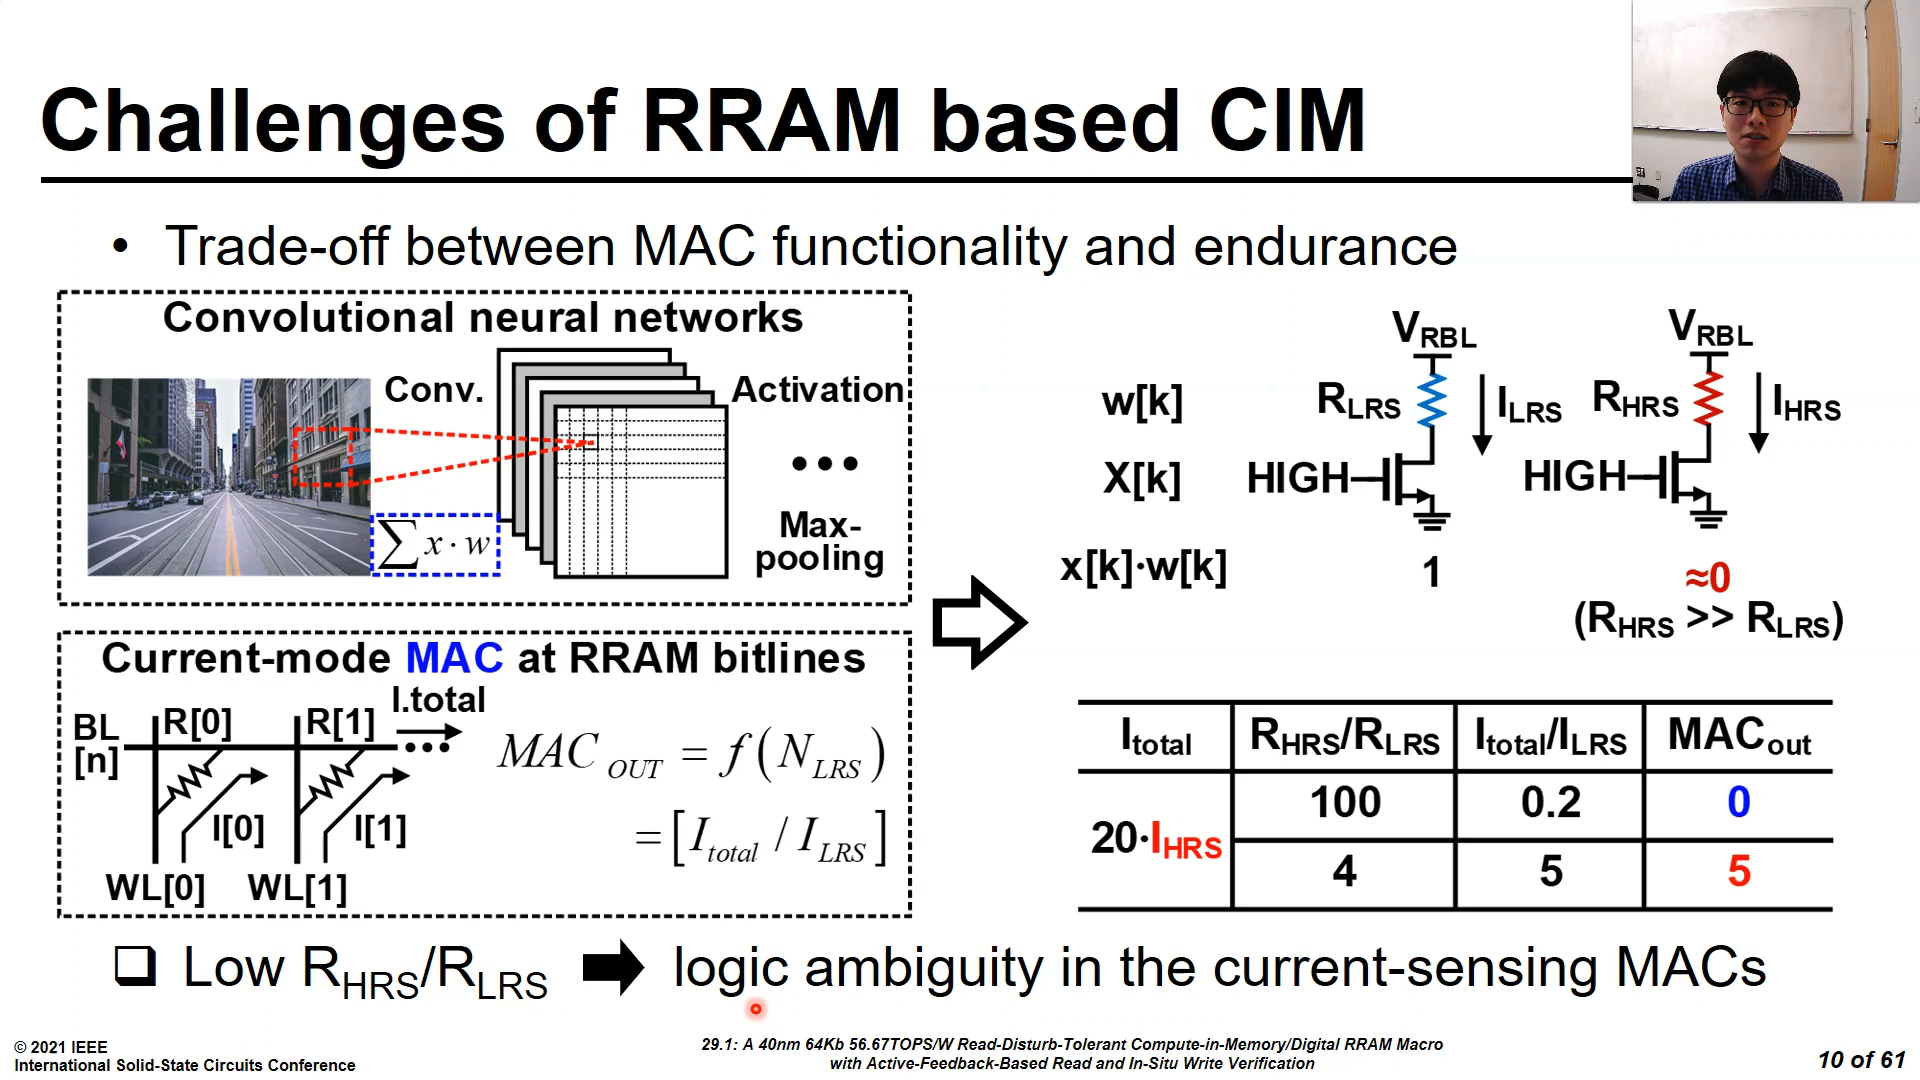 Challenges of RRAM based CIM
• Trade-off between MAC functionality and endurance
Convolutional neural networks
Conv.
Activation
•••
Max-
pooling
∑ x · w
Current-mode MAC at RRAM bitlines
I.total
BL
[n]
R[0]
R[1]
•••
I[0]
I[1]
WL[0]
WL[1]
MAC OUT = f(N LRS)
= [I total / I LRS]
VRBL
VRBL
w[k]
RLRS
ILRS
RHRS
IHRS
X[k]
HIGH
HIGH
x[k]·w[k]
1
≈0
(RHRS >> RLRS)
Itotal RHRS/RLRS Itotal/ILRS MACout
20·IHRS
100 0.2 0
4 5 5
❑ Low RHRS/RLRS ➡ logic ambiguity in the current-sensing MACs
© 2021 IEEE
International Solid-State Circuits Conference
29.1: A 40nm 64Kb 56.67TOPS/W Read-Disturb-Tolerant Compute-in-Memory/Digital RRAM Macro
with Active-Feedback-Based Read and In-Situ Write Verification
10 of 61